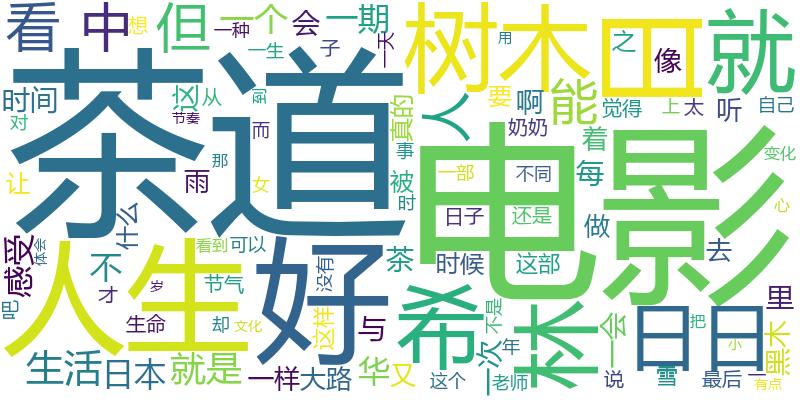 看
中
但
一个
一种
会
想
子
一期
一天
树木
日
之
像
就
用
茶道
时间
对
这
从
到
节奏
一生
那
而
真的
人
啊
能
要
奶奶
觉得
上
太
听
自己
电影
着
每
一部
不同
变化
让
雨
女
事
被
时
日子
还是
做
心
感受
什么
人生
好
看到
可以
体会
没有
茶
时候
这部
去
不
吧
才
岁
节气
生命
却
文化
这样
与
希
林
不是
一会
日日
把
里
黑木
小
生活
日本
就是
一样
大路
华
又
一次
年
这个
老师
说
雪
最后
一
有点